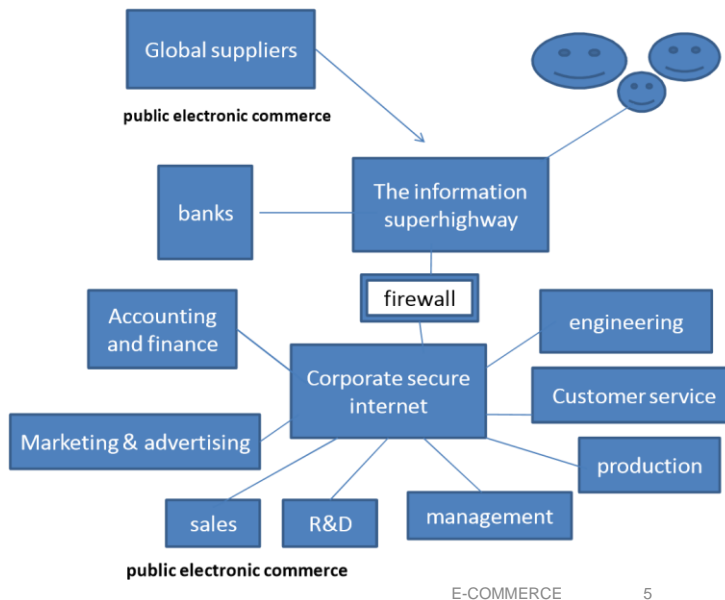 Global suppliers
public electronic commerce
banks
The information
superhighway
firewall
Accounting
and finance
engineering
Corporate secure
internet
Customer service
Marketing & advertising
production
sales
R&D
management
public electronic commerce
E-COMMERCE 5